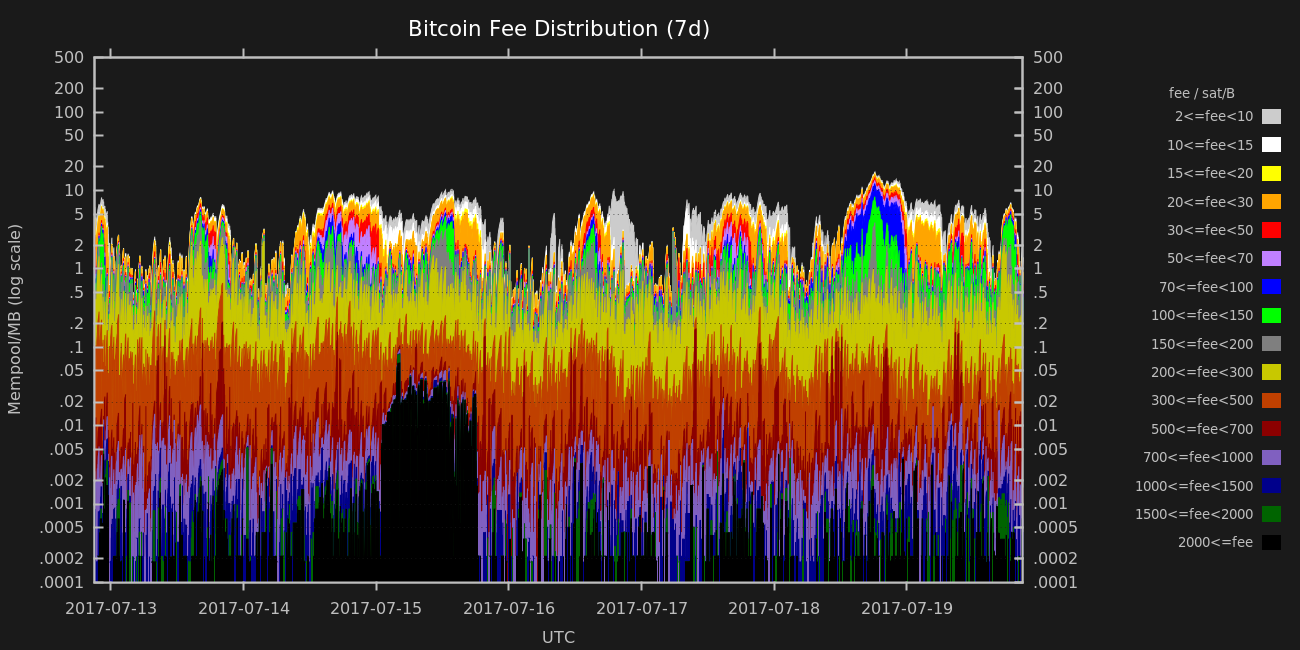 Bitcoin Fee Distribution (7d)
Mempool/MB (log scale)
500
200
100
50
20
10
5
2
1
.5
.2
.1
.05
.02
.01
.005
.002
.001
.0005
.0002
.0001
500
200
100
50
20
10
5
2
1
.5
.2
.1
.05
.02
.01
.005
.002
.001
.0005
.0002
.0001
2017-07-13 2017-07-14 2017-07-15 2017-07-16 2017-07-17 2017-07-18 2017-07-19
UTC
fee / sat/B
2<=fee<10
10<=fee<15
15<=fee<20
20<=fee<30
30<=fee<50
50<=fee<70
70<=fee<100
100<=fee<150
150<=fee<200
200<=fee<300
300<=fee<500
500<=fee<700
700<=fee<1000
1000<=fee<1500
1500<=fee<2000
2000<=fee